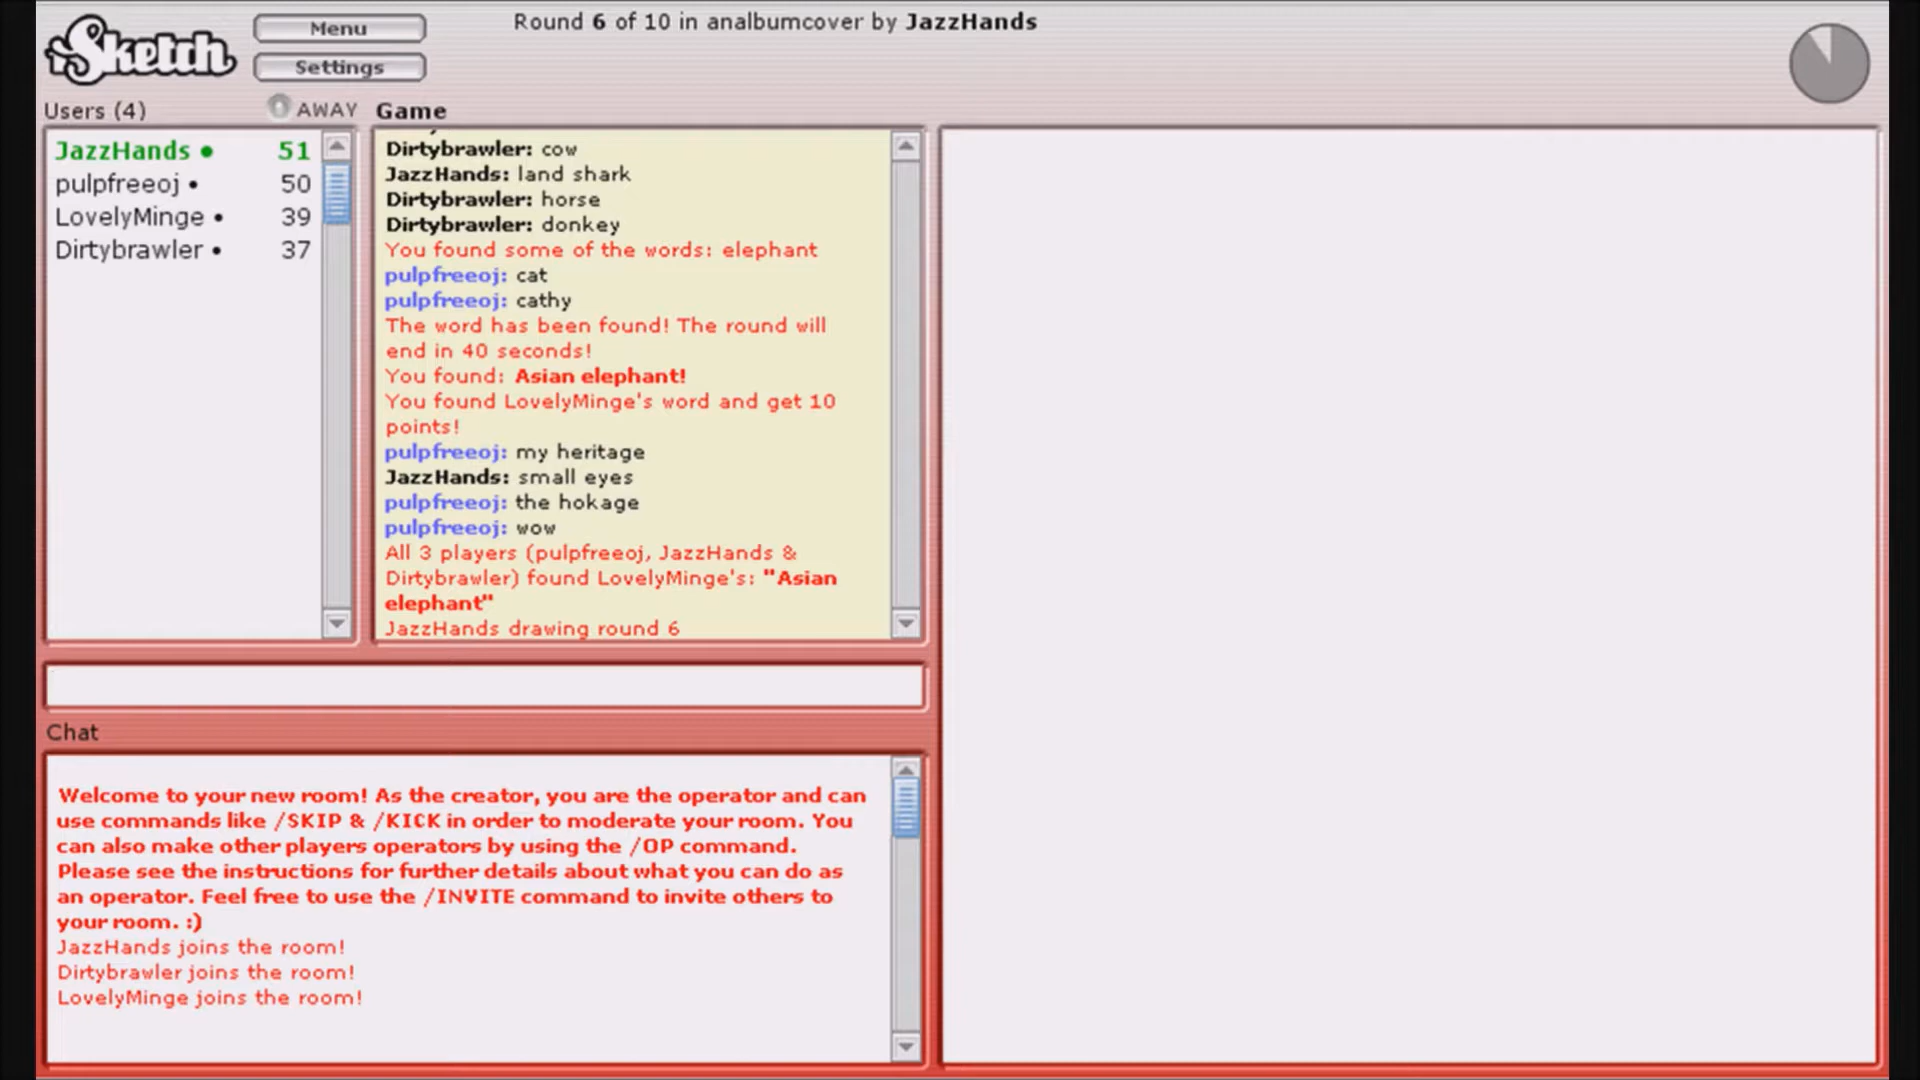 iSketch
Menu
Settings
Round 6 of 10 in analbumcover by JazzHands
Users (4)
AWAY
Game
JazzHands • 51
pulpfreeoj • 50
LovelyMinge • 39
Dirtybrawler • 37
Dirtybrawler: cow
JazzHands: land shark
Dirtybrawler: horse
Dirtybrawler: donkey
You found some of the words: elephant
pulpfreeoj: cat
pulpfreeoj: cathy
The word has been found! The round will
end in 40 seconds!
You found: Asian elephant!
You found LovelyMinge's word and get 10
points!
pulpfreeoj: my heritage
JazzHands: small eyes
pulpfreeoj: the hokage
pulpfreeoj: wow
All 3 players (pulpfreeoj, JazzHands &
Dirtybrawler) found LovelyMinge's: "Asian
elephant"
JazzHands drawing round 6
Chat
Welcome to your new room! As the creator, you are the operator and can
use commands like /SKIP & /KICK in order to moderate your room. You
can also make other players operators by using the /OP command.
Please see the instructions for further details about what you can do as
an operator. Feel free to use the /INVITE command to invite others to
your room. :)
JazzHands joins the room!
Dirtybrawler joins the room!
LovelyMinge joins the room!